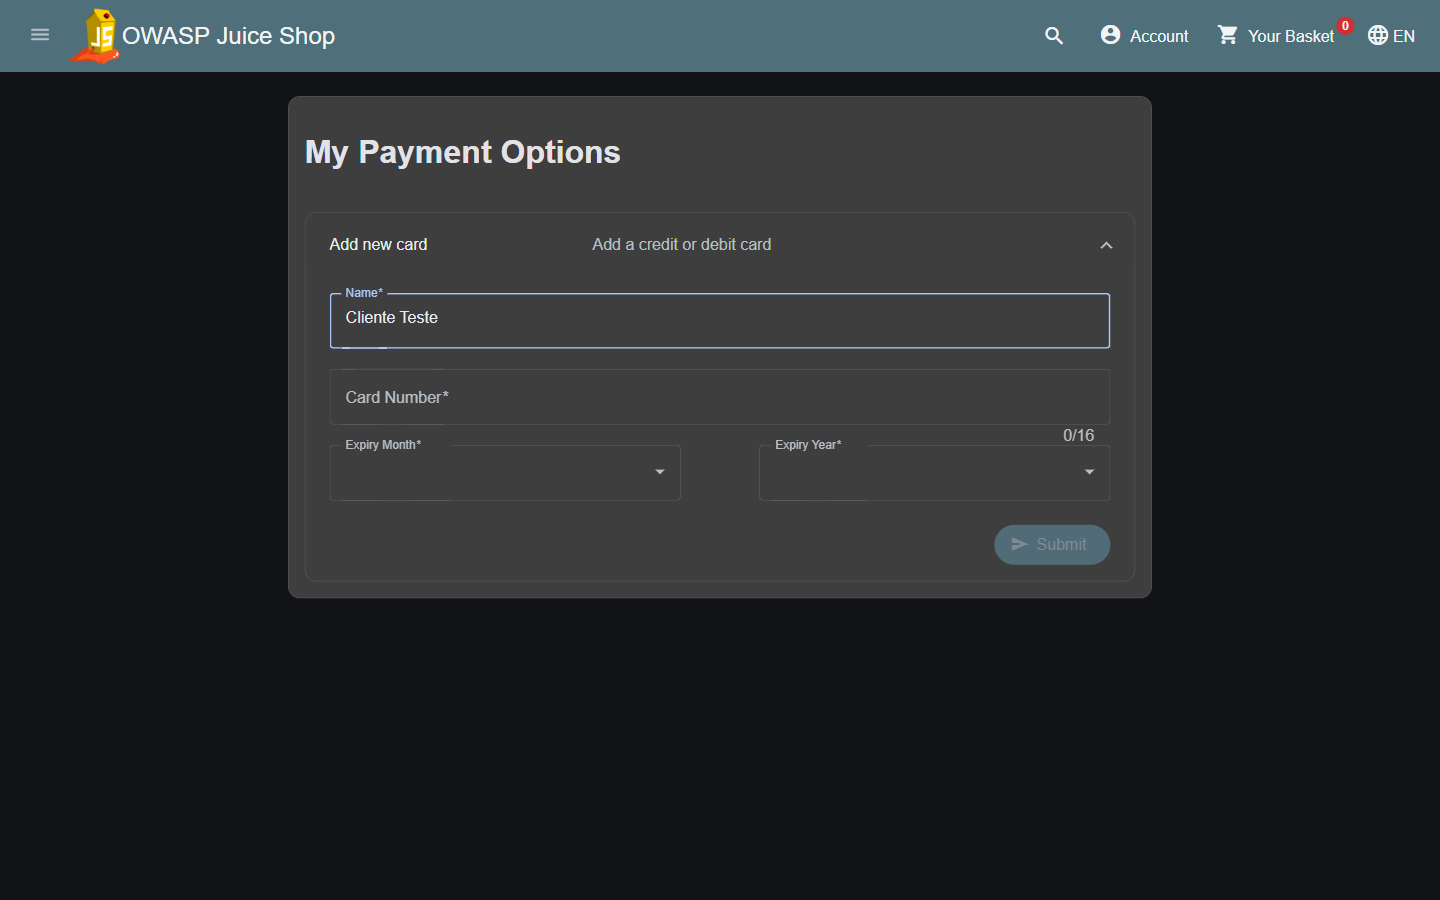 OWASP Juice Shop
Account
Your Basket
0
EN
My Payment Options
Add new card
Add a credit or debit card
Name*
Cliente Teste
Card Number*
0/16
Expiry Month*
Expiry Year*
Submit